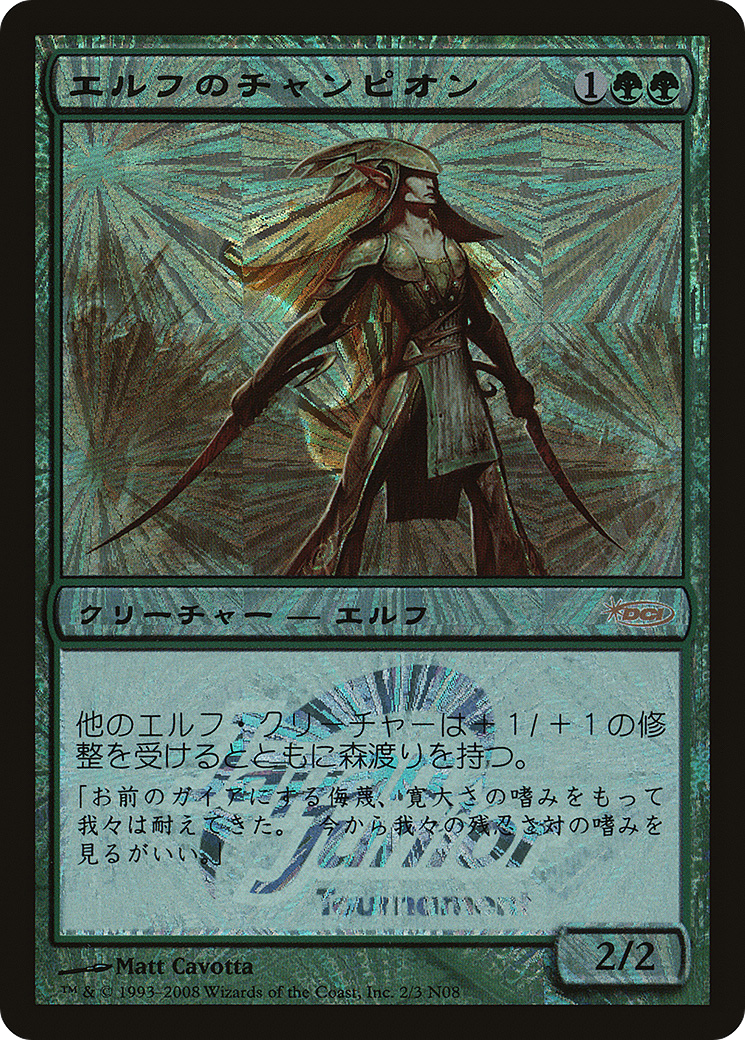 エルフのチャンピオン 1
クリーチャー — エルフ DCI
他のエルフ・クリーチャーは＋１/＋１の修
整を受けるとともに森渡りを持つ。
「お前のガイアにする侮蔑、寛大さの嗜みをもって
我々は耐えてきた。 今から我々の残忍さ対の嗜みを
見るがいい。」
Junior
Tournament
2/2
Matt Cavotta
™ & © 1993–2008 Wizards of the Coast, Inc. 2/3 N08